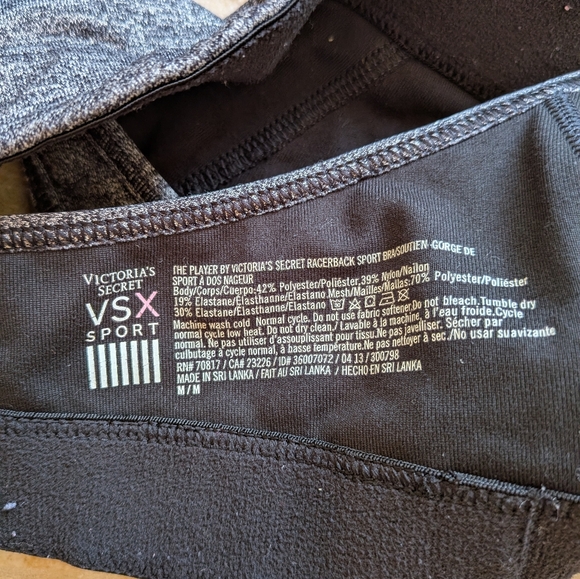 VICTORIA'S
SECRET
VSX
SPORT
THE PLAYER BY VICTORIA'S SECRET RACERBACK SPORT BRA/SOUTIEN-GORGE DE
SPORT À DOS NAGEUR
Body/Corps/Cuerpo:42% Polyester/Poliéster,39% Nylon/Nailon
19% Elastane/Élasthanne/Elastano.Mesh/Mailles/Mallas:70% Polyester/Poliéster
30% Elastane/Élasthanne/Elastano
Machine wash cold Normal cycle. Do not use fabric softener.Do not bleach.Tumble dry
normal cycle low heat. Do not dry clean./ Lavable à la machine, à l'eau froide.Cycle
normal. Ne pas utiliser d'assouplissant pour tissu.Ne pas javelliser. Sécher par
culbutage à cycle normal, à basse température.Ne pas nettoyer à sec./No usar suavizante
RN# 70817 / CA# 23226 / ID# 36007072 / 04 13 / 300798
MADE IN SRI LANKA / FAIT AU SRI LANKA / HECHO EN SRI LANKA
M / M